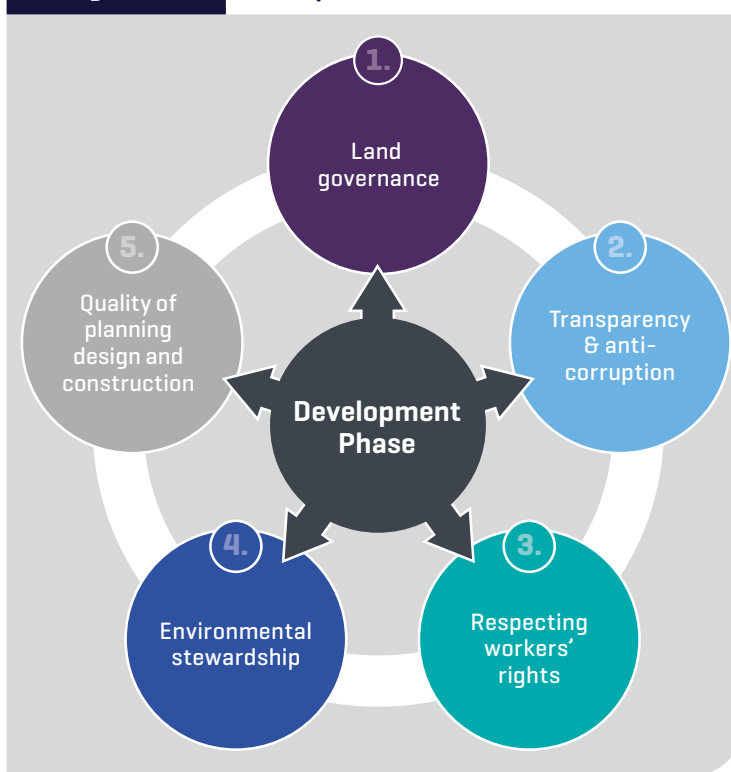 1.
Land
governance
2.
Transparency
& anti-
corruption
3.
Respecting
workers’
rights
4.
Environmental
stewardship
5.
Quality of
planning
design and
construction
Development
Phase